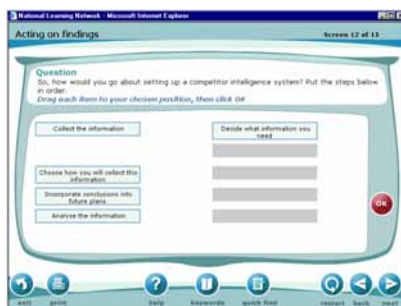 National Learning Network - Microsoft Internet Explorer
Acting on findings
Screen 12 of 15
Question
So, how would you go about setting up a competitor intelligence system? Put the steps below
in order.
Drag each item to your chosen position, then click OK
Collect the information
Decide what information you
need
Choose how you will collect this
information
Incorporate conclusions into
future plans
Analyse the information
OK
exit print help keywords quick find restart back next